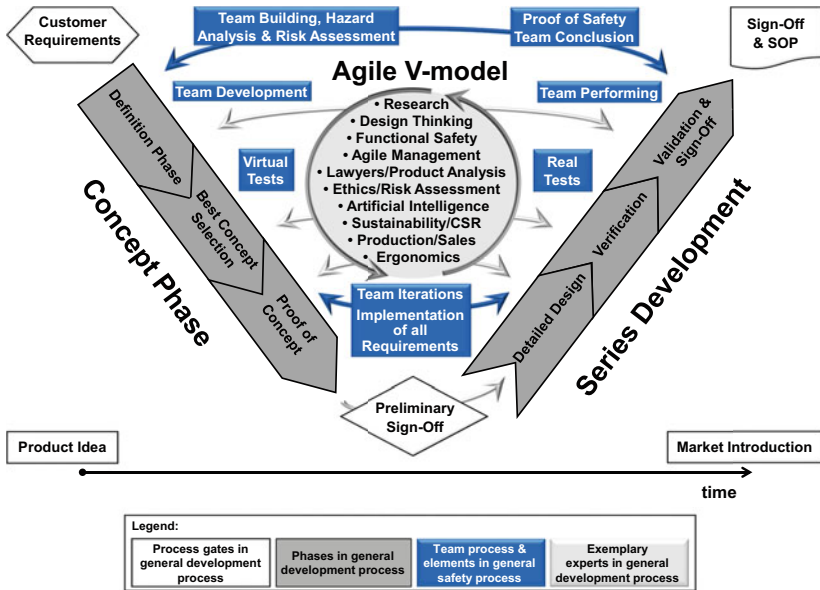 Customer
Requirements
Team Building, Hazard
Analysis & Risk Assessment
Proof of Safety
Team Conclusion
Sign-Off
& SOP
Agile V-model
Team Development
Team Performing
• Research
• Design Thinking
• Functional Safety
• Agile Management
• Lawyers/Product Analysis
• Ethics/Risk Assessment
• Artificial Intelligence
• Sustainability/CSR
• Production/Sales
• Ergonomics
Virtual
Tests
Real
Tests
Definition Phase
Best Concept
Selection
Proof of
Concept
Concept Phase
Team Iterations
Implementation
of all
Requirements
Detailed Design
Verification
Validation &
Sign-Off
Series Development
Preliminary
Sign-Off
Product Idea
Market Introduction
time
Legend:
Process gates in
general development
process
Phases in general
development process
Team process &
elements in general
safety process
Exemplary
experts in general
development process